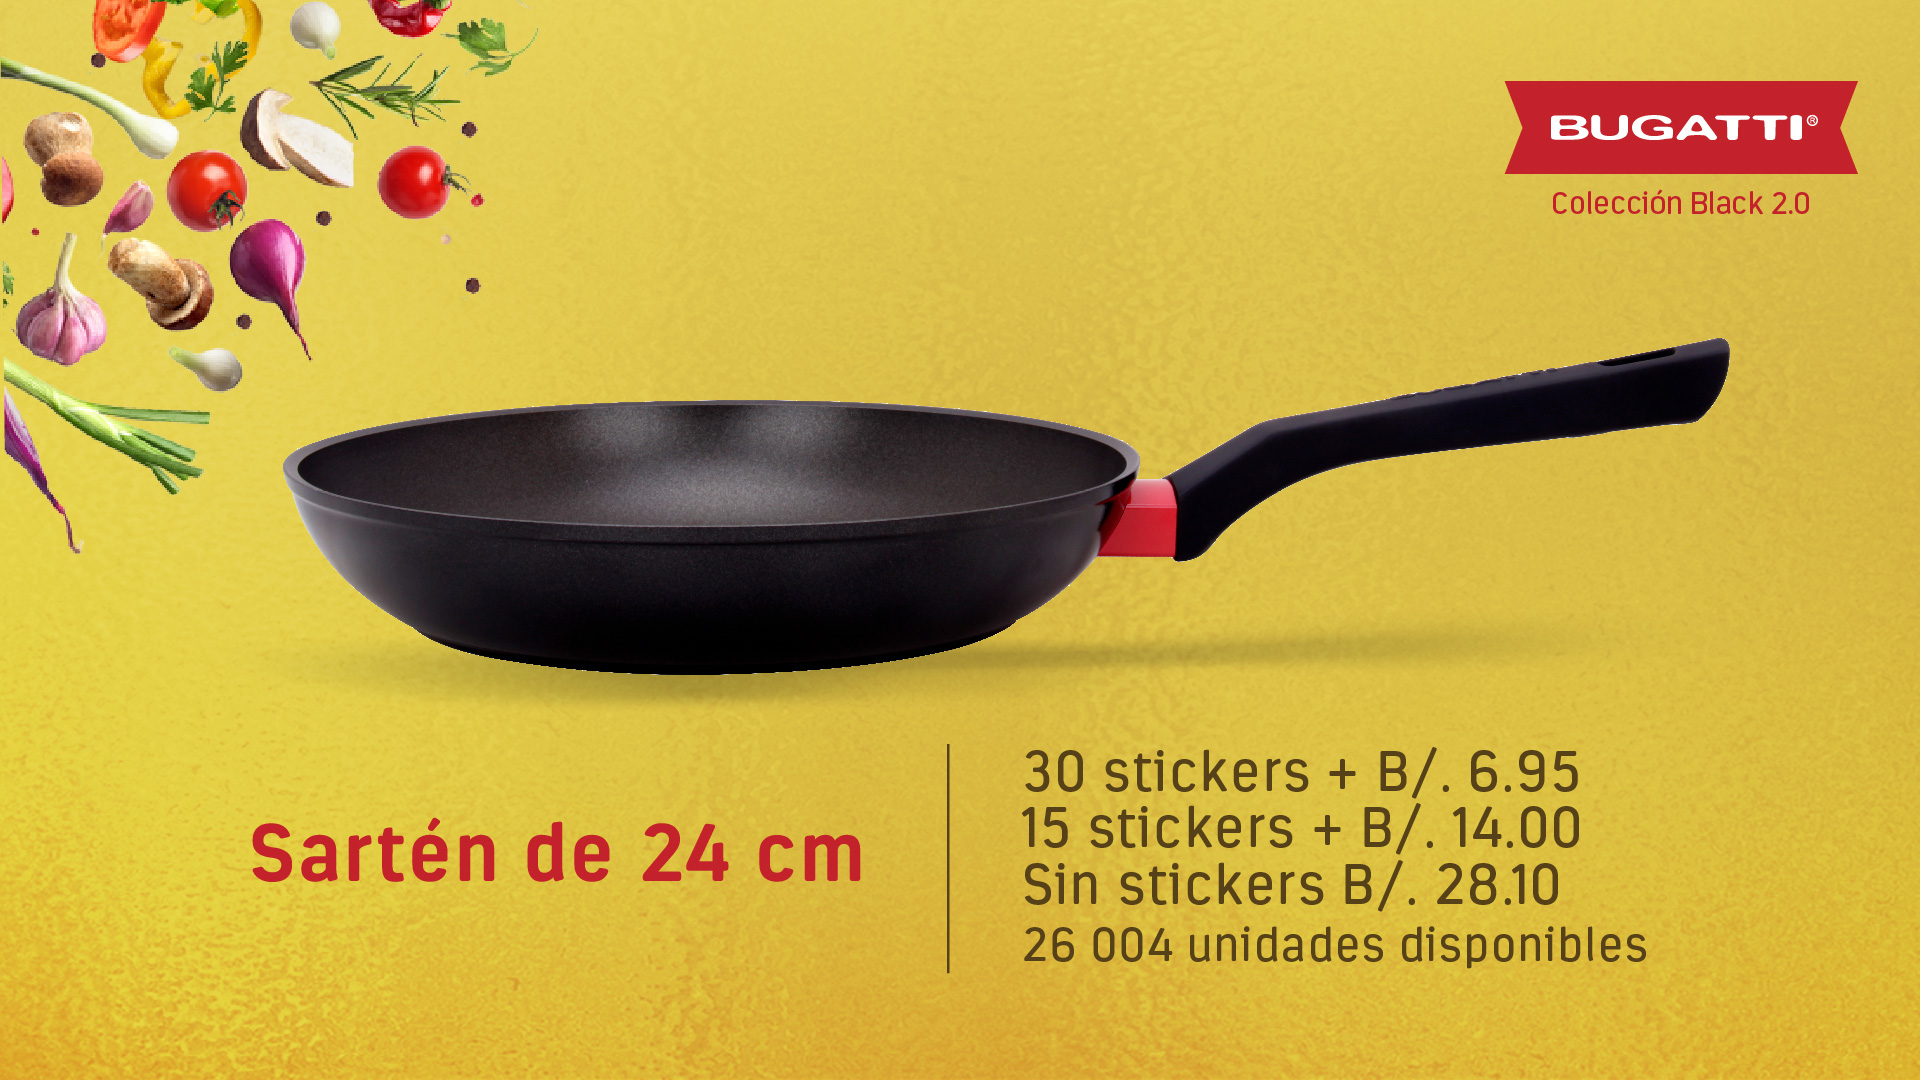 BUGATTI®
Colección Black 2.0
Sartén de 24 cm
30 stickers + B/. 6.95
15 stickers + B/. 14.00
Sin stickers B/. 28.10
26 004 unidades disponibles